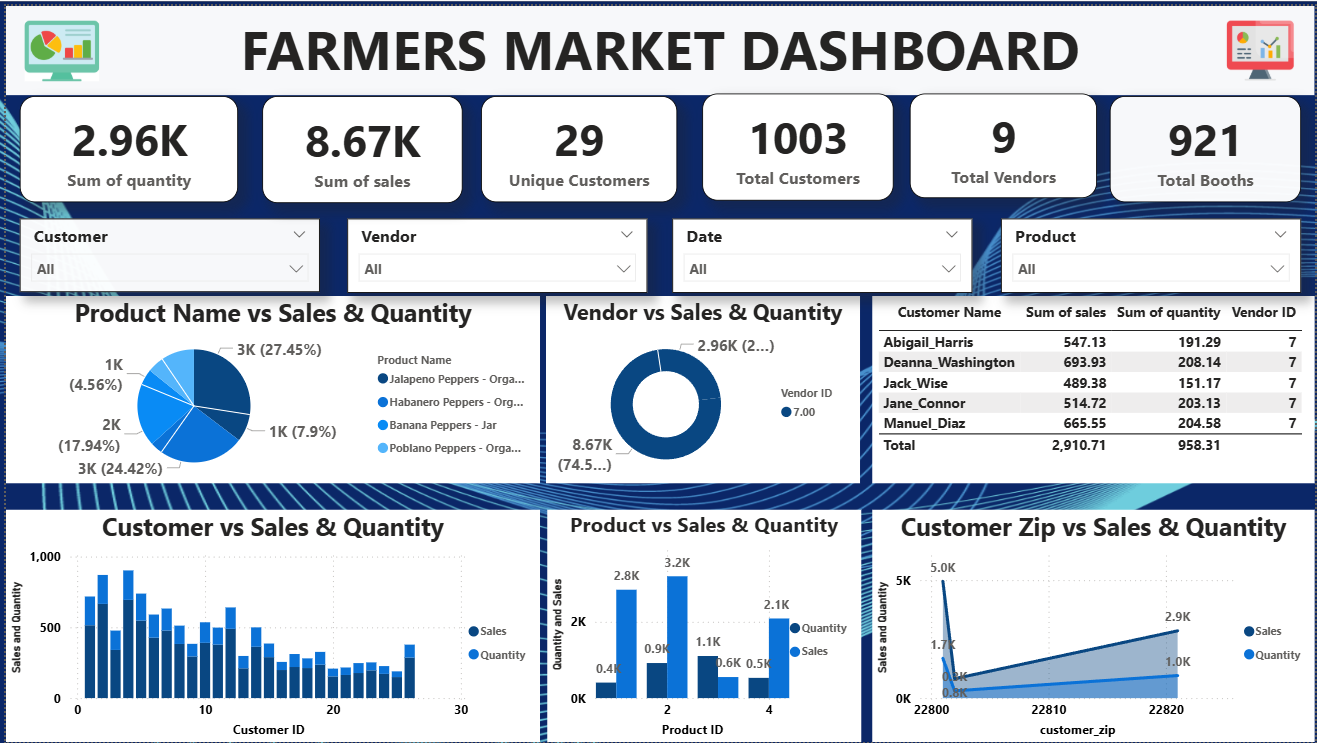 FARMERS MARKET DASHBOARD
2.96K
Sum of quantity
8.67K
Sum of sales
29
Unique Customers
1003
Total Customers
9
Total Vendors
921
Total Booths
Customer
All
Vendor
All
Date
All
Product
All
Product Name vs Sales & Quantity
3K (27.45%)
1K (7.9%)
3K (24.42%)
2K
(17.94%)
1K
(4.56%)
Product Name
Jalapeno Peppers - Orga...
Habanero Peppers - Org...
Banana Peppers - Jar
Poblano Peppers - Orga...
Vendor vs Sales & Quantity
2.96K (2...)
8.67K
(74.5...)
Vendor ID
7.00
Customer Name Sum of sales Sum of quantity Vendor ID
Abigail_Harris 547.13 191.29 7
Deanna_Washington 693.93 208.14 7
Jack_Wise 489.38 151.17 7
Jane_Connor 514.72 203.13 7
Manuel_Diaz 665.55 204.58 7
Total 2,910.71 958.31
Customer vs Sales & Quantity
Sales and Quantity
1,000
500
0
0 10 20 30
Customer ID
Sales
Quantity
Product vs Sales & Quantity
Quantity and Sales
2K
0K
0.4K
2.8K
0.9K
3.2K
1.1K
0.6K
0.5K
2.1K
2 4
Product ID
Quantity
Sales
Customer Zip vs Sales & Quantity
Sales and Quantity
5K
0K
5.0K
1.7K
0.3K
2.9K
1.0K
22800 22810 22820
customer_zip
Sales
Quantity